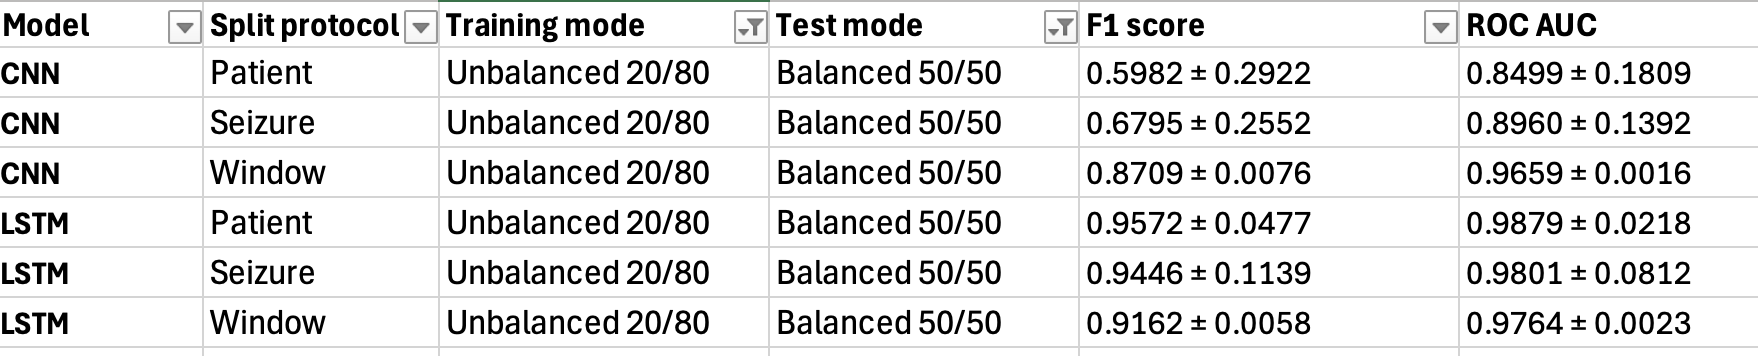 Model Split protocol Training mode Test mode F1 score ROC AUC
CNN Patient Unbalanced 20/80 Balanced 50/50 0.5982 ± 0.2922 0.8499 ± 0.1809
CNN Seizure Unbalanced 20/80 Balanced 50/50 0.6795 ± 0.2552 0.8960 ± 0.1392
CNN Window Unbalanced 20/80 Balanced 50/50 0.8709 ± 0.0076 0.9659 ± 0.0016
LSTM Patient Unbalanced 20/80 Balanced 50/50 0.9572 ± 0.0477 0.9879 ± 0.0218
LSTM Seizure Unbalanced 20/80 Balanced 50/50 0.9446 ± 0.1139 0.9801 ± 0.0812
LSTM Window Unbalanced 20/80 Balanced 50/50 0.9162 ± 0.0058 0.9764 ± 0.0023